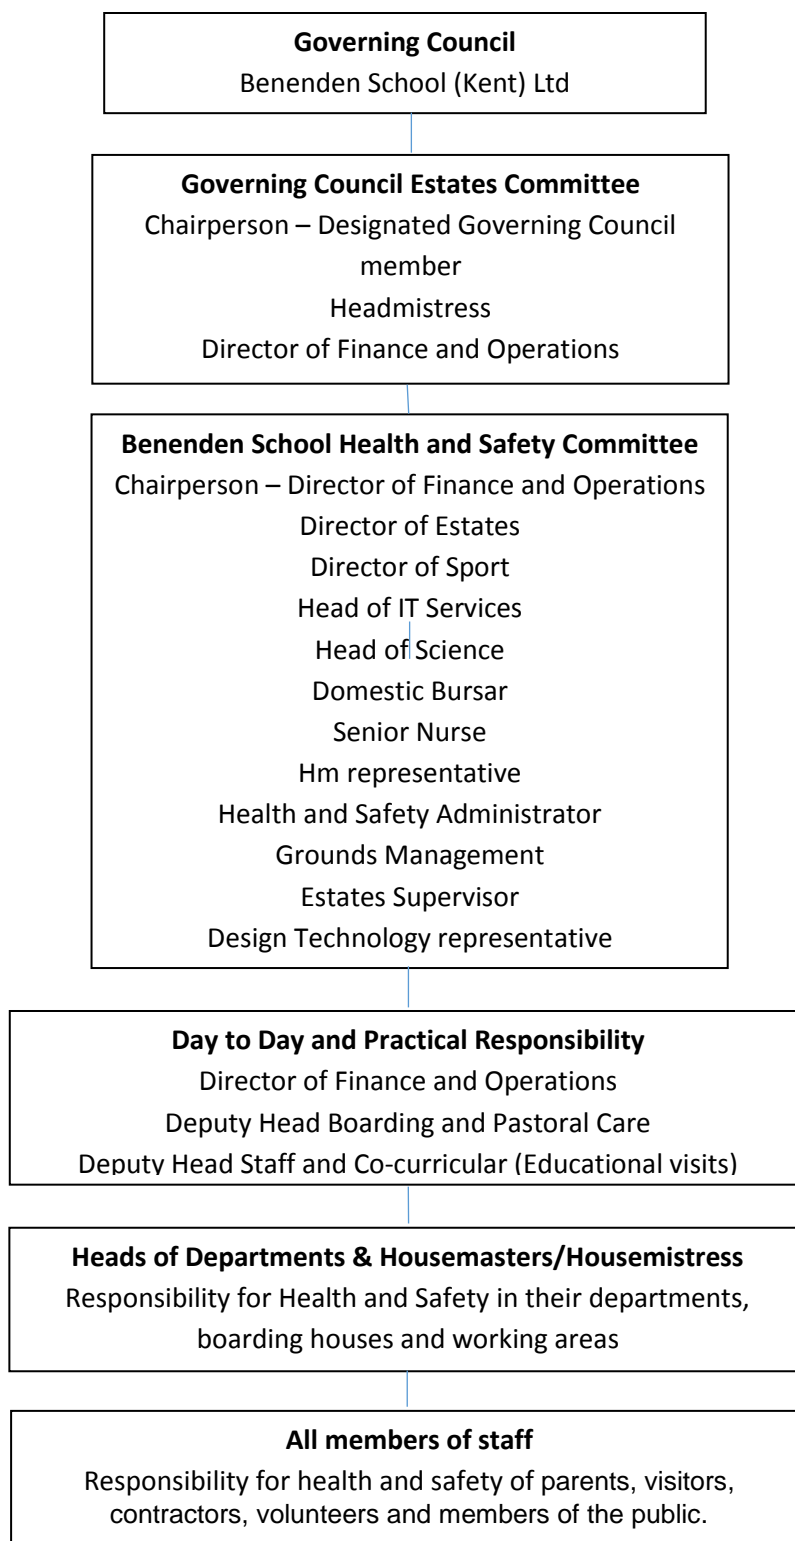 Governing Council
Benenden School (Kent) Ltd
Governing Council Estates Committee
Chairperson – Designated Governing Council
member
Headmistress
Director of Finance and Operations
Benenden School Health and Safety Committee
Chairperson – Director of Finance and Operations
Director of Estates
Director of Sport
Head of IT Services
Head of Science
Domestic Bursar
Senior Nurse
Hm representative
Health and Safety Administrator
Grounds Management
Estates Supervisor
Design Technology representative
Day to Day and Practical Responsibility
Director of Finance and Operations
Deputy Head Boarding and Pastoral Care
Deputy Head Staff and Co-curricular (Educational visits)
Heads of Departments & Housemasters/Housemistress
Responsibility for Health and Safety in their departments,
boarding houses and working areas
All members of staff
Responsibility for health and safety of parents, visitors,
contractors, volunteers and members of the public.